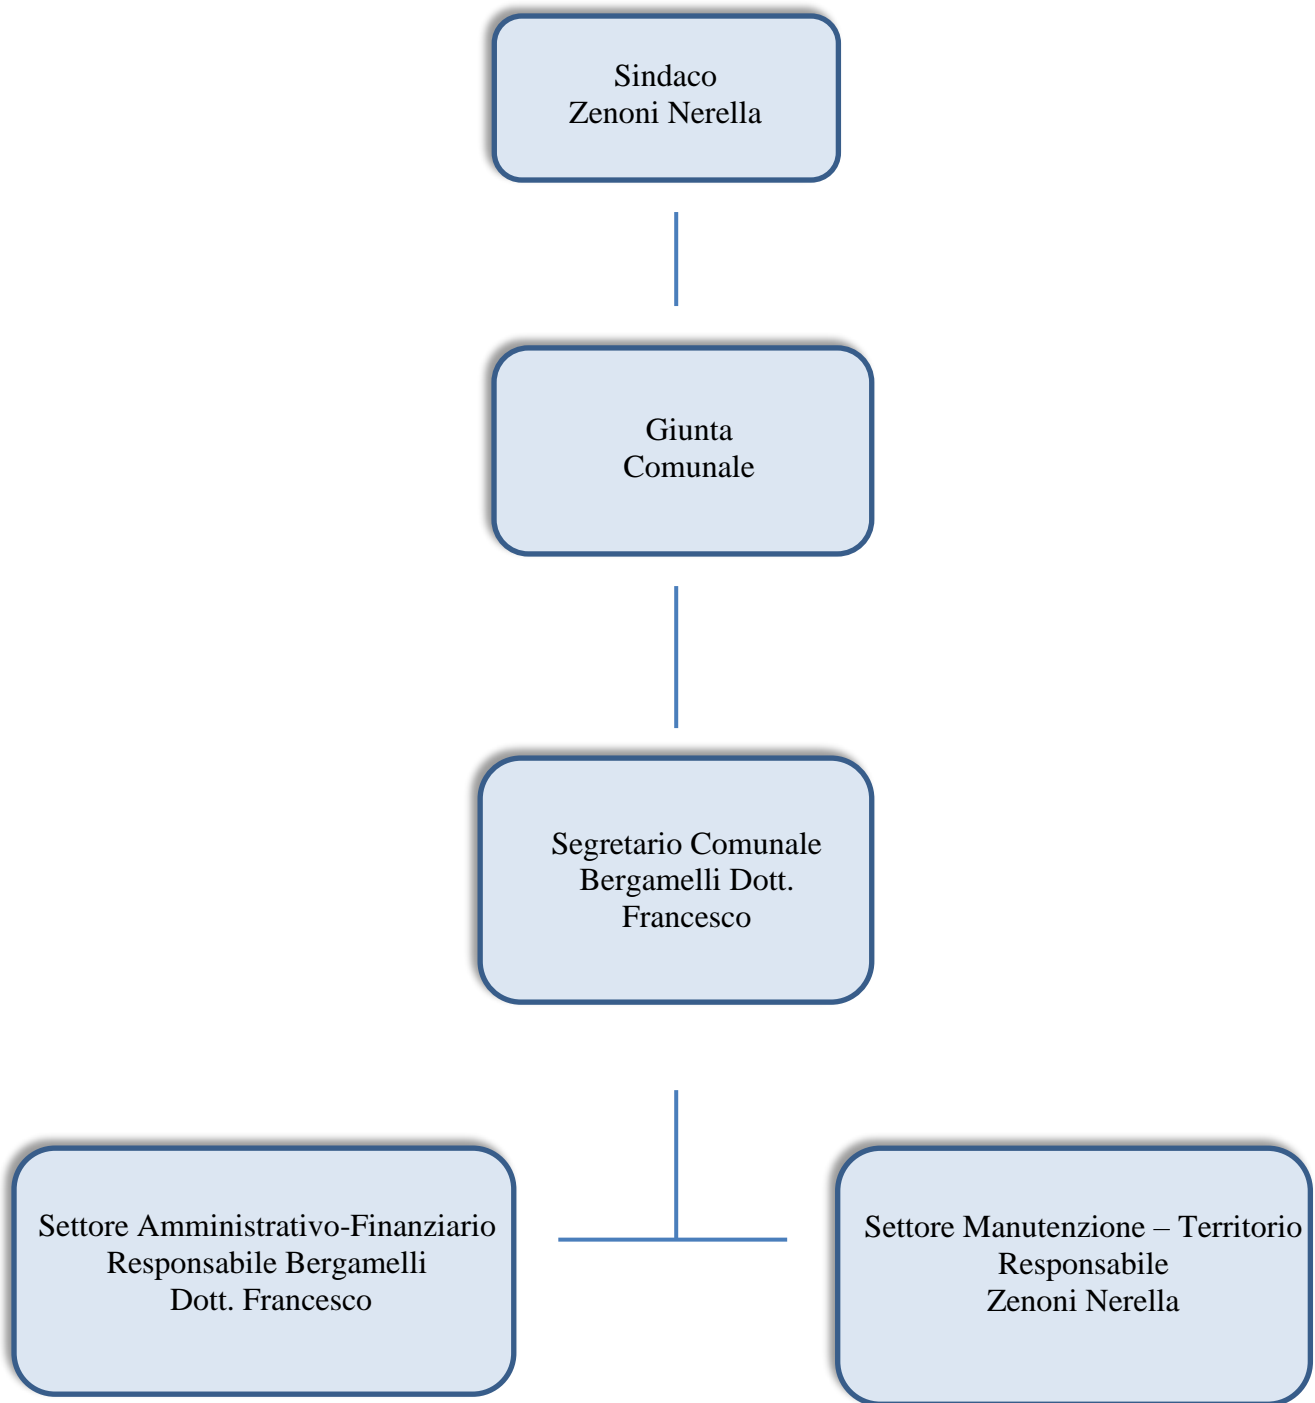 Sindaco
Zenoni Nerella
Giunta
Comunale
Segretario Comunale
Bergamelli Dott.
Francesco
Settore Amministrativo-Finanziario
Responsabile Bergamelli
Dott. Francesco
Settore Manutenzione – Territorio
Responsabile
Zenoni Nerella